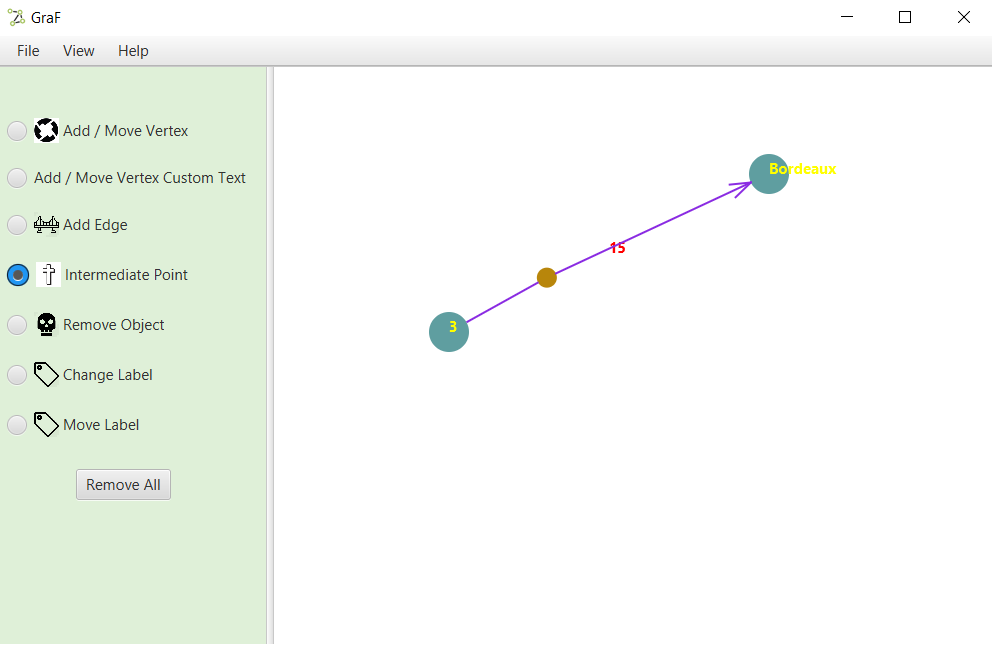 GraF
File View Help
Add / Move Vertex
Add / Move Vertex Custom Text
Add Edge
Intermediate Point
Remove Object
Change Label
Move Label
Remove All
Bordeaux
15
3